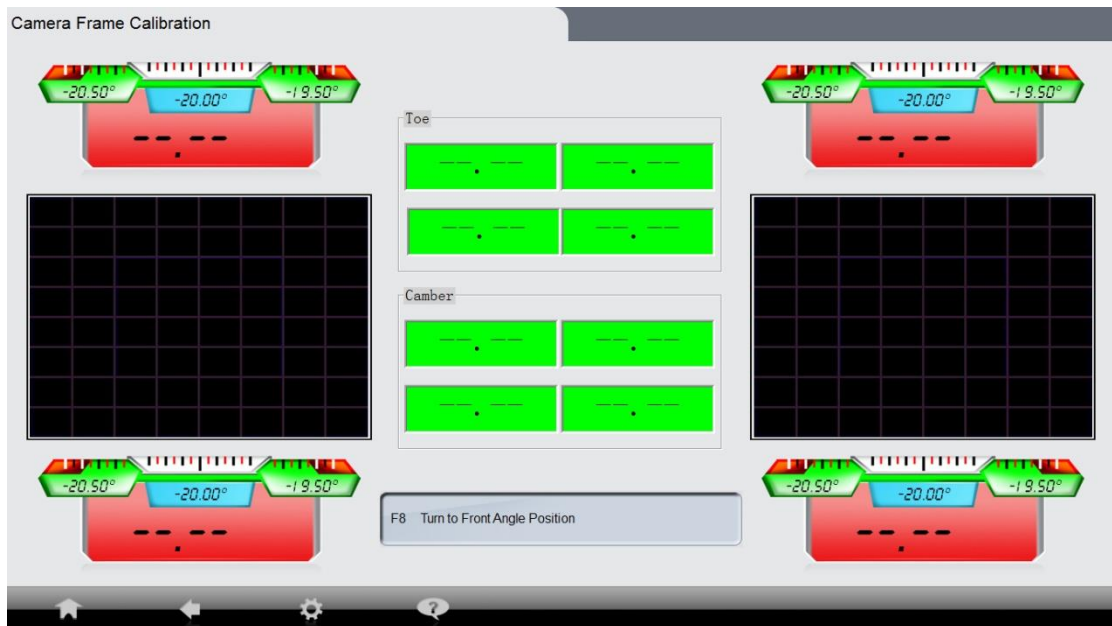 Camera Frame Calibration
-20.50° -20.00° -19.50°
-- . --
-20.50° -20.00° -19.50°
-- . --
Toe
-- . -- -- . --
-- . -- -- . --
Camber
-- . -- -- . --
-- . -- -- . --
-20.50° -20.00° -19.50°
-- . --
-20.50° -20.00° -19.50°
-- . --
F8 Turn to Front Angle Position
?